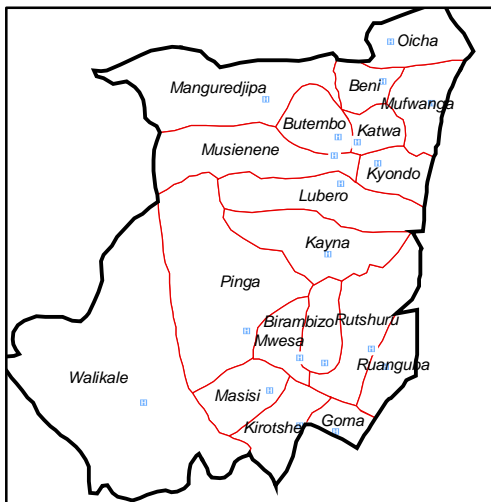 Oicha
Beni
Manguredjipa
Mufwanga
Butembo
Katwa
Musienene
Kyondo
Lubero
Kayna
Pinga
Birambizo
Rutshuru
Mwesa
Ruanguba
Walikale
Masisi
Goma
Kirotshe